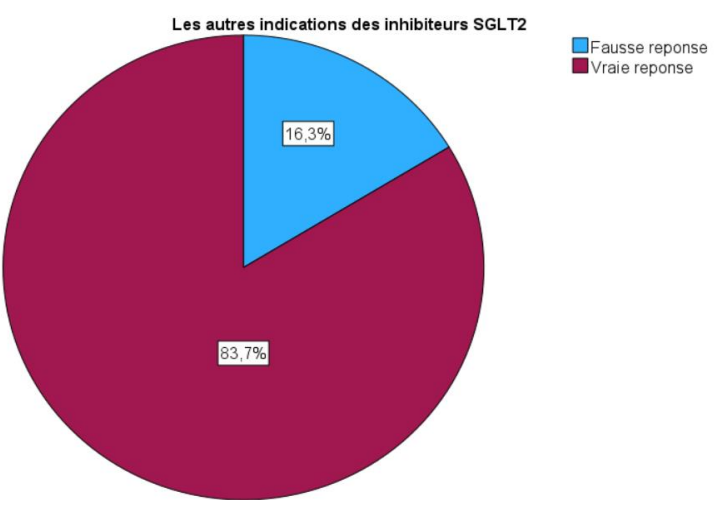 Les autres indications des inhibiteurs SGLT2
Fausse reponse
Vraie reponse
16,3%
83,7%